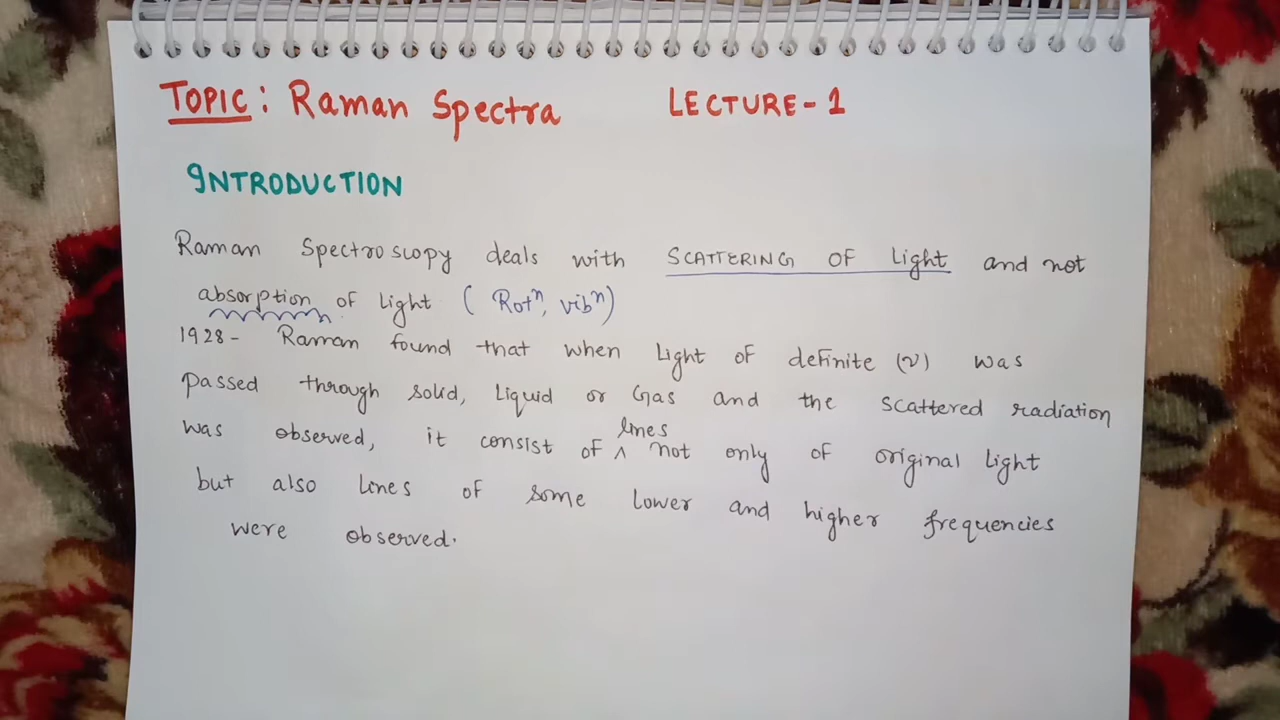 TOPIC: Raman Spectra LECTURE-1
INTRODUCTION
Raman Spectroscopy deals with SCATTERING OF Light and not
absorption of light (Rotⁿ, vibⁿ)
1928- Raman found that when light of definite (ν) was
passed through solid, liquid or Gas and the scattered radiation
was observed, it consist of lines not only of original light
but also lines of some lower and higher frequencies
were observed.